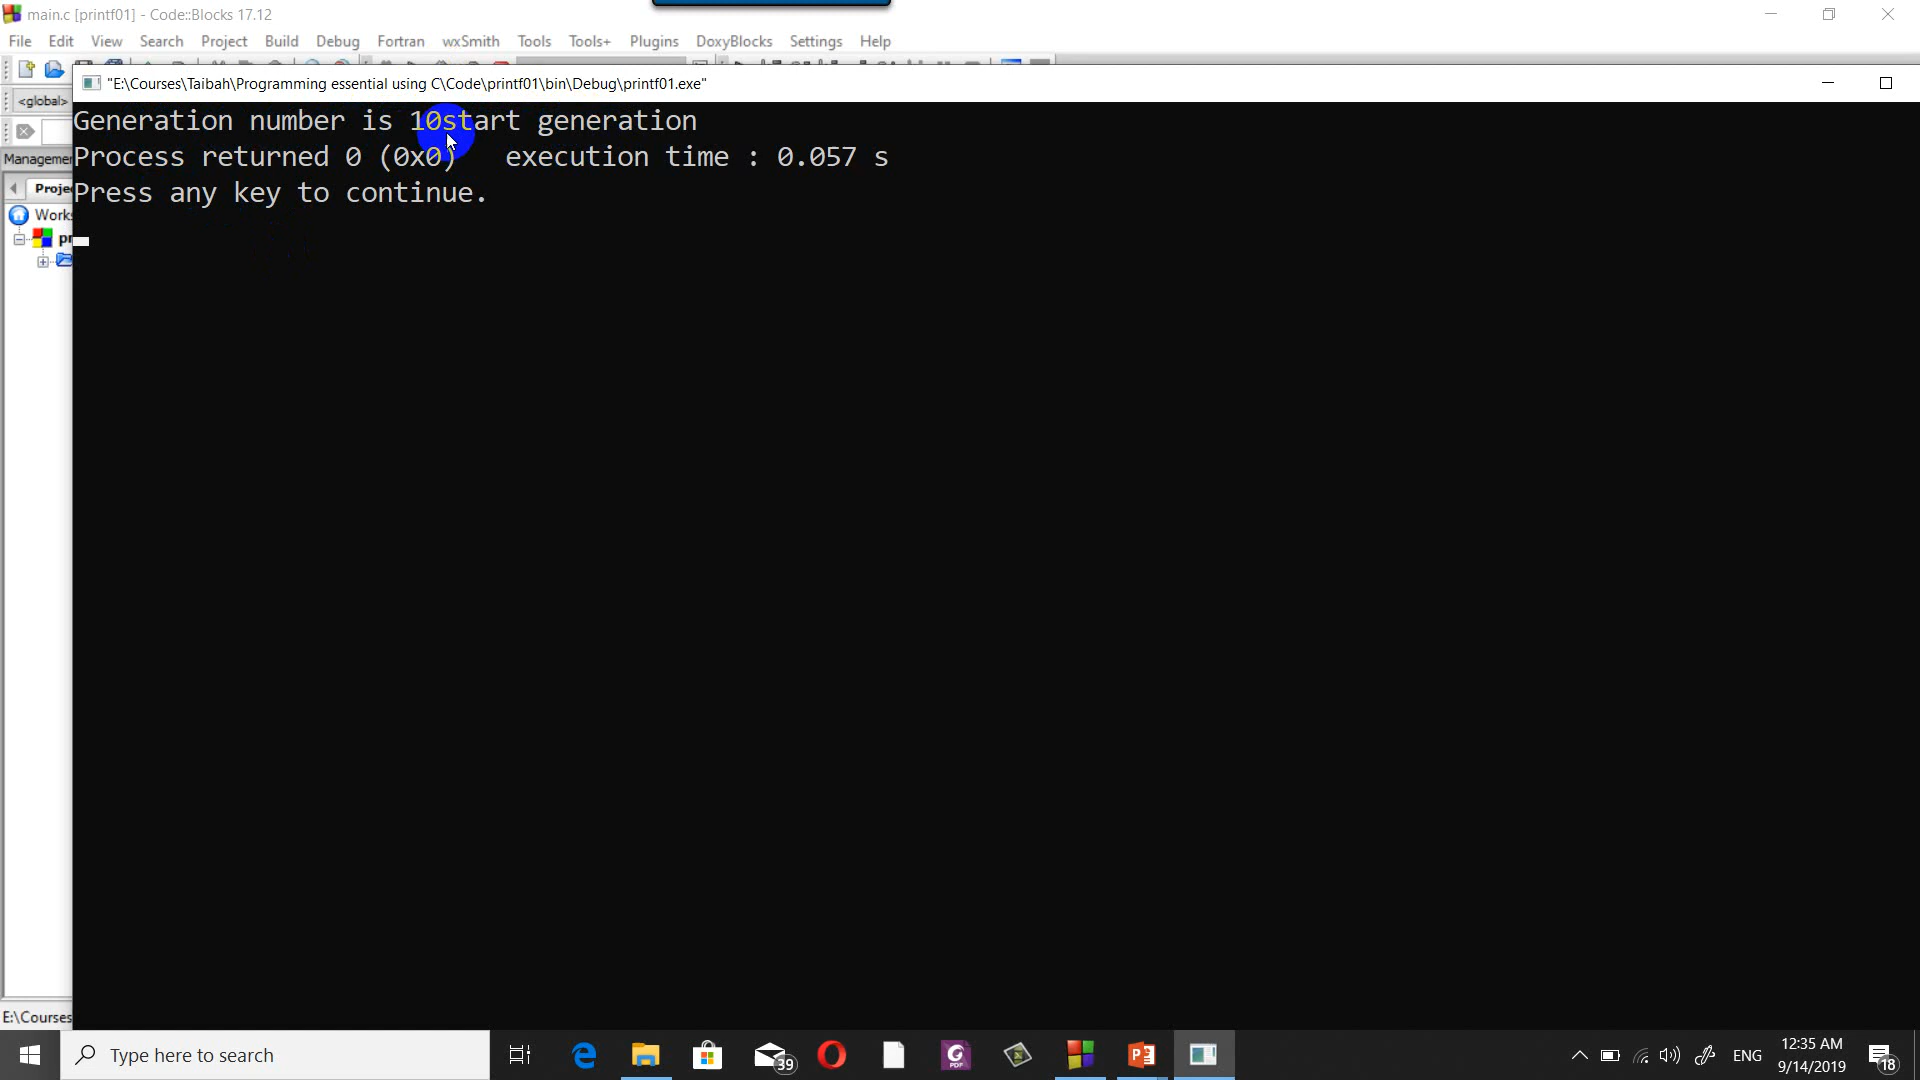 main.c [printf01] - Code::Blocks 17.12
File Edit View Search Project Build Debug Fortran wxSmith Tools Tools+ Plugins DoxyBlocks Settings Help
"E:\Courses\Taibah\Programming essential using C\Code\printf01\bin\Debug\printf01.exe"
<global>
Generation number is 10start generation
Process returned 0 (0x0)   execution time : 0.057 s
Press any key to continue.
E:\Courses
Type here to search
39
ENG
12:35 AM
9/14/2019
18